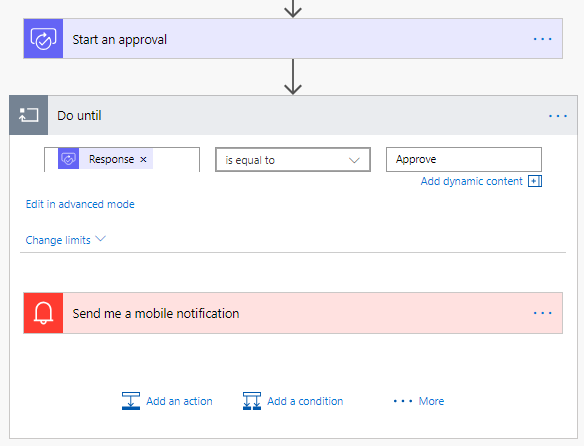 Start an approval
Do until
Response × is equal to Approve
Add dynamic content
Edit in advanced mode
Change limits
Send me a mobile notification
Add an action Add a condition More